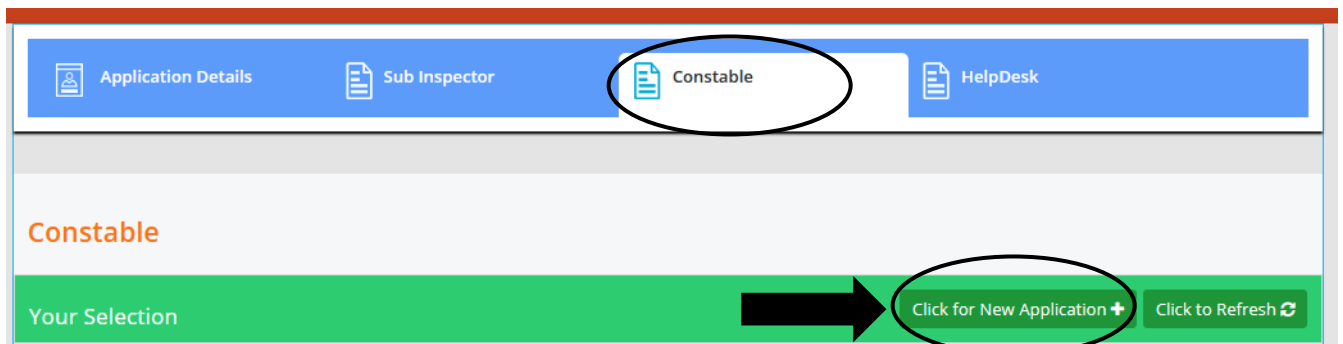 Application Details
Sub Inspector
Constable
HelpDesk
Constable
Your Selection
Click for New Application
Click to Refresh